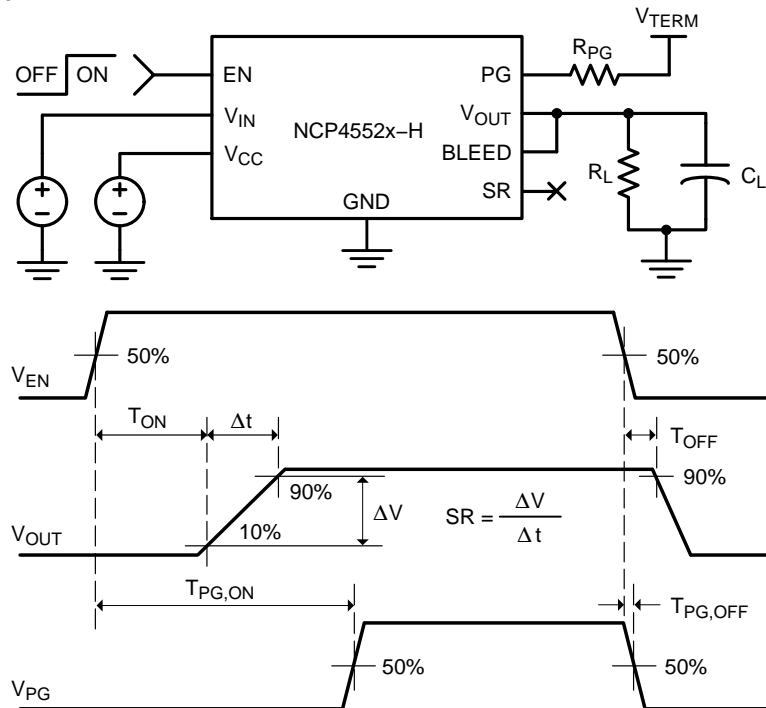 V_TERM
R_PG
OFF ON
EN
PG
V_IN
V_OUT
NCP4552x−H
V_CC
BLEED
R_L
C_L
SR
GND
50%
50%
V_EN
T_ON
Δt
T_OFF
90%
ΔV
SR = ΔV / Δt
90%
10%
V_OUT
T_PG,ON
T_PG,OFF
50%
50%
V_PG